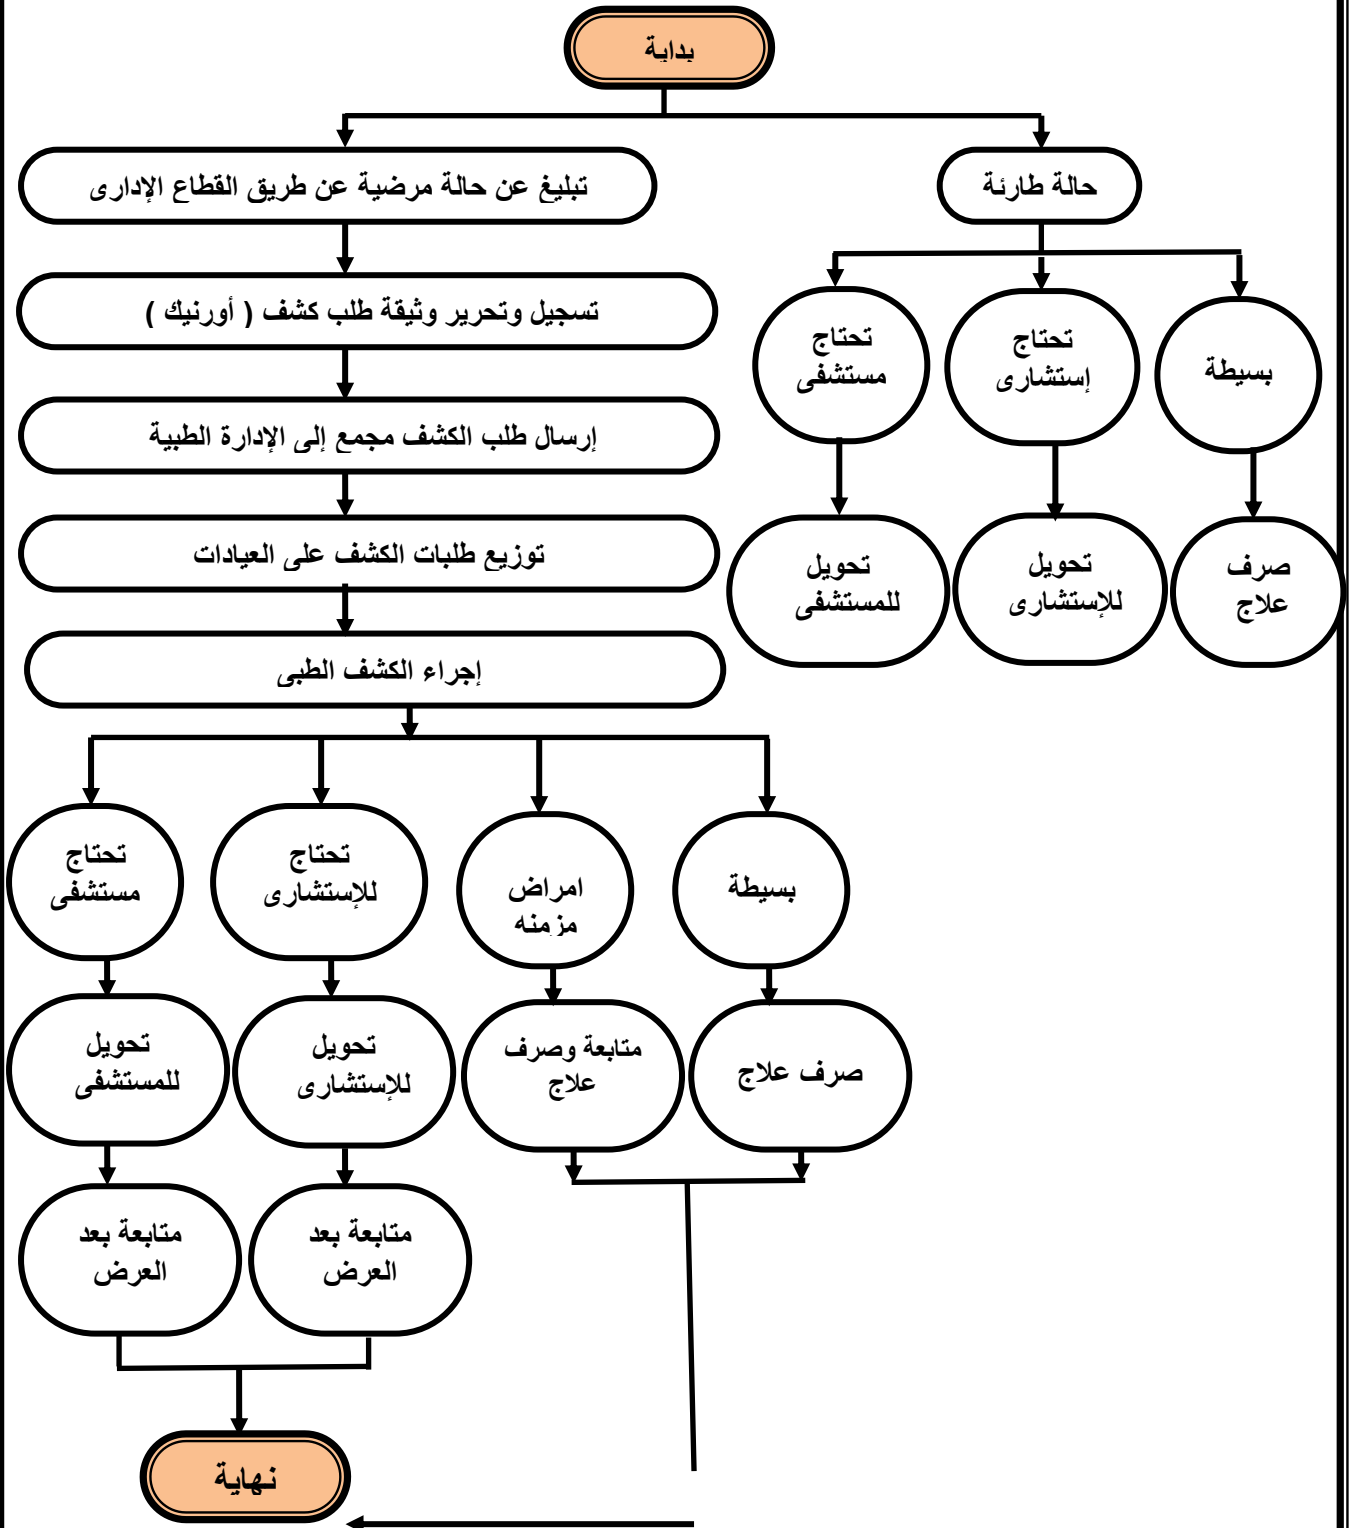 بداية
حالة طارئة
تبليغ عن حالة مرضية عن طريق القطاع الإدارى
تسجيل وتحرير وثيقة طلب كشف ( أورنيك )
بسيطة
تحتاج
إستشارى
تحتاج
مستشفى
إرسال طلب الكشف مجمع إلى الإدارة الطبية
توزيع طلبات الكشف على العيادات
صرف
علاج
تحويل
للإستشارى
تحويل
للمستشفى
إجراء الكشف الطبى
بسيطة
امراض
مزمنه
تحتاج
للإستشارى
تحتاج
مستشفى
صرف علاج
متابعة وصرف
علاج
تحويل
للإستشارى
تحويل
للمستشفى
متابعة بعد
العرض
متابعة بعد
العرض
نهاية